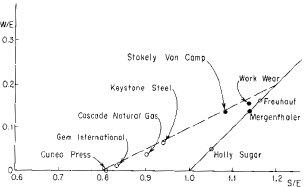 W/E
0.3
Stokely Van Camp
Work Wear
0.2
Keystone Steel
Freuhauf
Cascade Natural Gas
Mergenthaler
0.1
Gem International
Cuneo Press
Holly Sugar
0
0.6
0.7
0.8
0.9
1.0
1.1
1.2
S/E